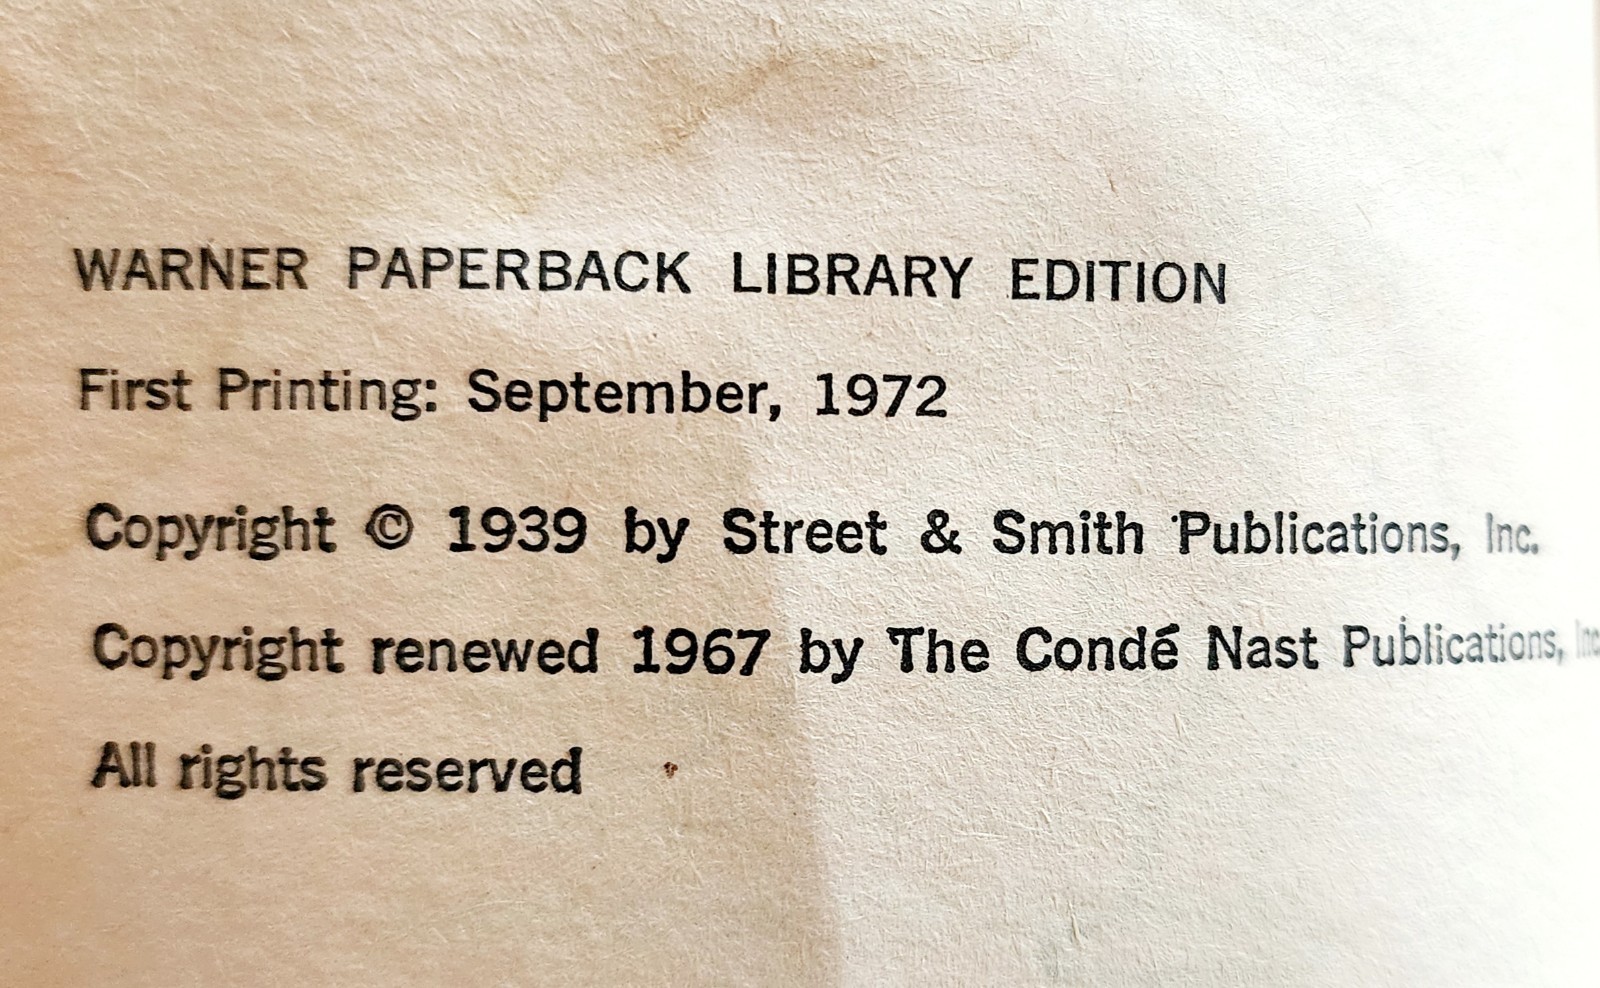 WARNER PAPERBACK LIBRARY EDITION
First Printing: September, 1972
Copyright © 1939 by Street & Smith Publications, Inc.
Copyright renewed 1967 by The Condé Nast Publications, Inc
All rights reserved